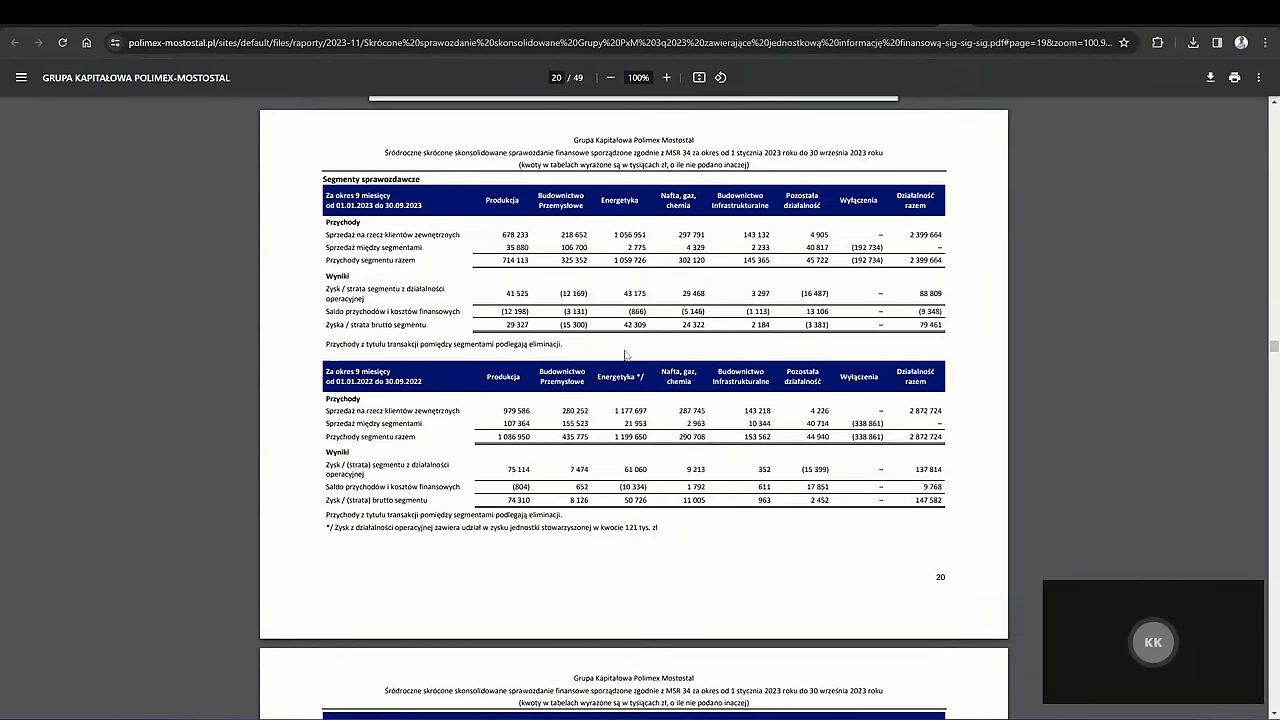 polimex-mostostal.pl/sites/default/files/raporty/2023-11/Skrócone%20sprawozdanie%20skonsolidowane%20Grupy%20PxM%203q2023%20zawierające%20jednostkową%20informację%20finansową-sig-sig-sig.pdf#page=19&zoom=100,9...
GRUPA KAPITAŁOWA POLIMEX-MOSTOSTAL 20 / 49 100%
Grupa Kapitałowa Polimex Mostostal
Śródroczne skrócone skonsolidowane sprawozdanie finansowe sporządzone zgodnie z MSR 34 za okres od 1 stycznia 2023 roku do 30 września 2023 roku
(kwoty w tabelach wyrażone są w tysiącach zł, o ile nie podano inaczej)
Segmenty sprawozdawcze
Za okres 9 miesięcy od 01.01.2023 do 30.09.2023 Produkcja Budownictwo Przemysłowe Energetyka Nafta, gaz, chemia Budownictwo Infrastrukturalne Pozostała działalność Wyłączenia Działalność razem
Przychody
Sprzedaż na rzecz klientów zewnętrznych 678 233 218 652 1 056 951 297 791 143 132 4 905 – 2 399 664
Sprzedaż między segmentami 35 880 106 700 2 775 4 329 2 233 40 817 (192 734) –
Przychody segmentu razem 714 113 325 352 1 059 726 302 120 145 365 45 722 (192 734) 2 399 664
Wyniki
Zysk / strata segmentu z działalności operacyjnej 41 525 (12 169) 43 175 29 468 3 297 (16 487) – 88 809
Saldo przychodów i kosztów finansowych (12 198) (3 131) (866) (5 146) (1 113) 13 106 – (9 348)
Zyska / strata brutto segmentu 29 327 (15 300) 42 309 24 322 2 184 (3 381) – 79 461
Przychody z tytułu transakcji pomiędzy segmentami podlegają eliminacji.
Za okres 9 miesięcy od 01.01.2022 do 30.09.2022 Produkcja Budownictwo Przemysłowe Energetyka */ Nafta, gaz, chemia Budownictwo Infrastrukturalne Pozostała działalność Wyłączenia Działalność razem
Przychody
Sprzedaż na rzecz klientów zewnętrznych 979 586 280 252 1 177 697 287 745 143 218 4 226 – 2 872 724
Sprzedaż między segmentami 107 364 155 523 21 953 2 963 10 344 40 714 (338 861) –
Przychody segmentu razem 1 086 950 435 775 1 199 650 290 708 153 562 44 940 (338 861) 2 872 724
Wyniki
Zysk / (strata) segmentu z działalności operacyjnej 75 114 7 474 61 060 9 213 352 (15 399) – 137 814
Saldo przychodów i kosztów finansowych (804) 652 (10 334) 1 792 611 17 851 – 9 768
Zysk / (strata) brutto segmentu 74 310 8 126 50 726 11 005 963 2 452 – 147 582
Przychody z tytułu transakcji pomiędzy segmentami podlegają eliminacji.
*/ Zysk z działalności operacyjnej zawiera udział w zysku jednostki stowarzyszonej w kwocie 121 tys. zł
20
KK
Grupa Kapitałowa Polimex Mostostal
Śródroczne skrócone skonsolidowane sprawozdanie finansowe sporządzone zgodnie z MSR 34 za okres od 1 stycznia 2023 roku do 30 września 2023 roku
(kwoty w tabelach wyrażone są w tysiącach zł, o ile nie podano inaczej)